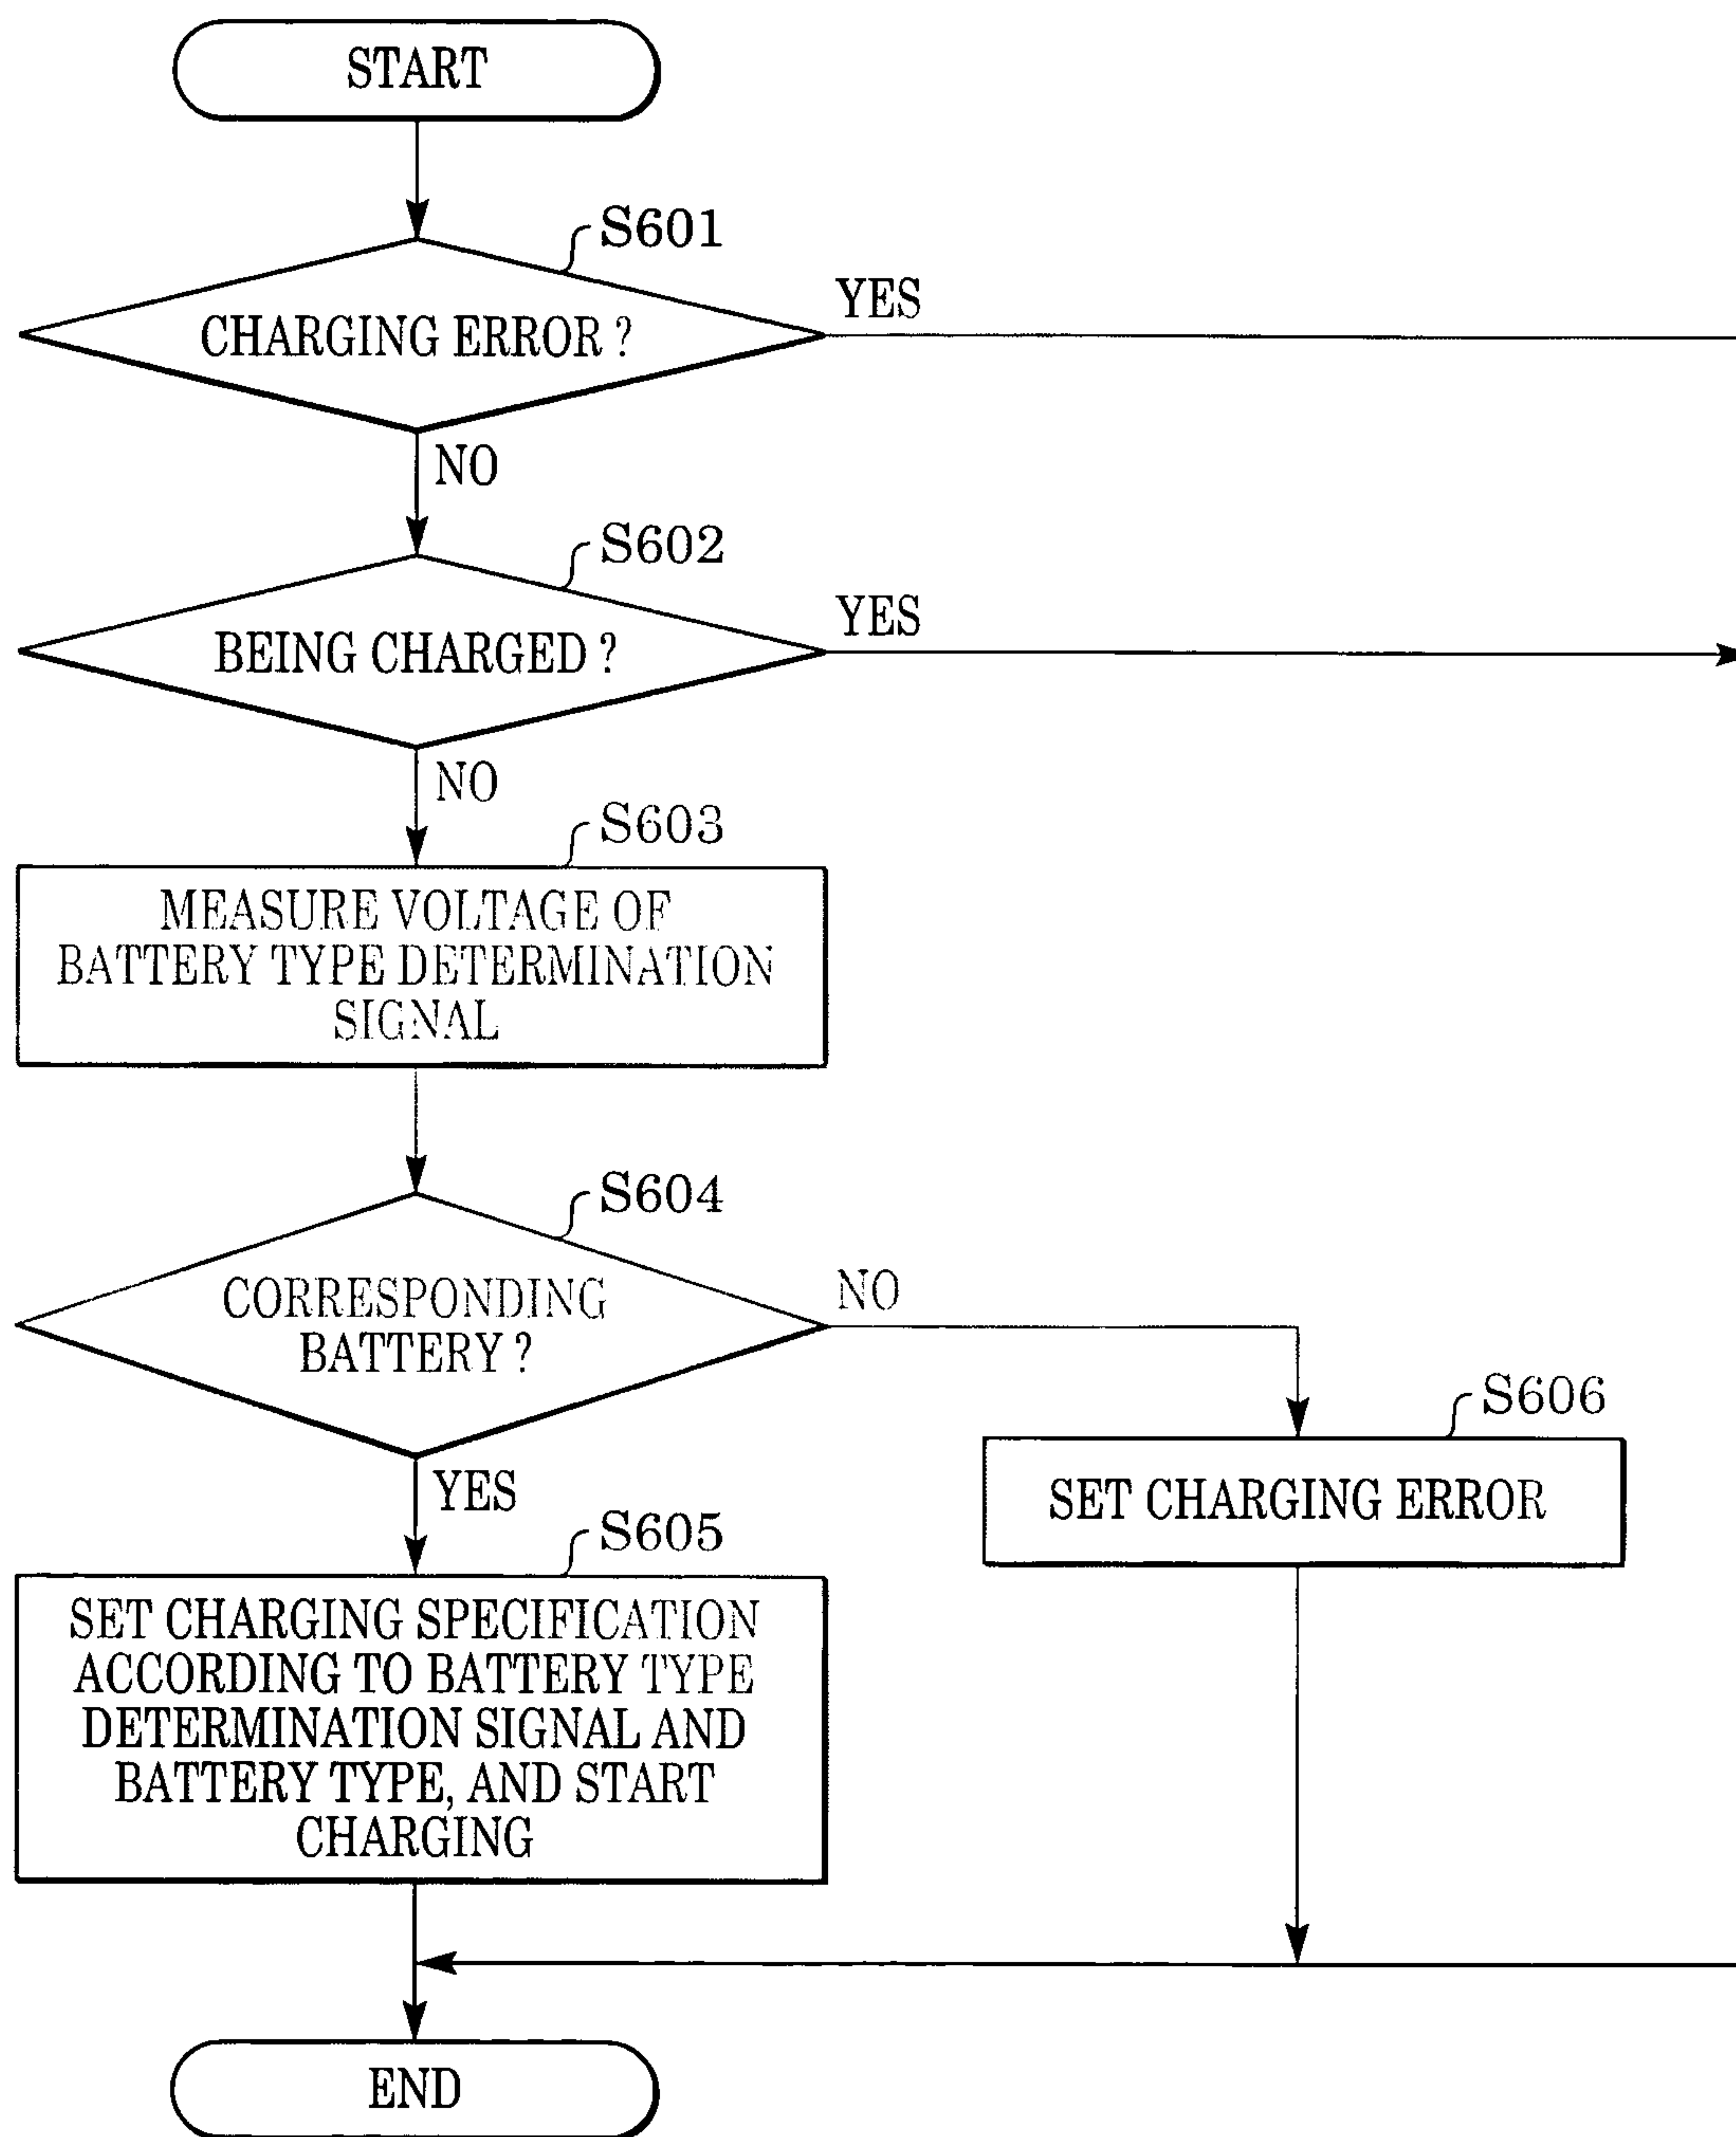 START
S601
CHARGING ERROR ?
YES
NO
S602
BEING CHARGED ?
YES
NO
S603
MEASURE VOLTAGE OF
BATTERY TYPE DETERMINATION
SIGNAL
S604
CORRESPONDING
BATTERY ?
NO
YES
S606
SET CHARGING ERROR
S605
SET CHARGING SPECIFICATION
ACCORDING TO BATTERY TYPE
DETERMINATION SIGNAL AND
BATTERY TYPE, AND START
CHARGING
END